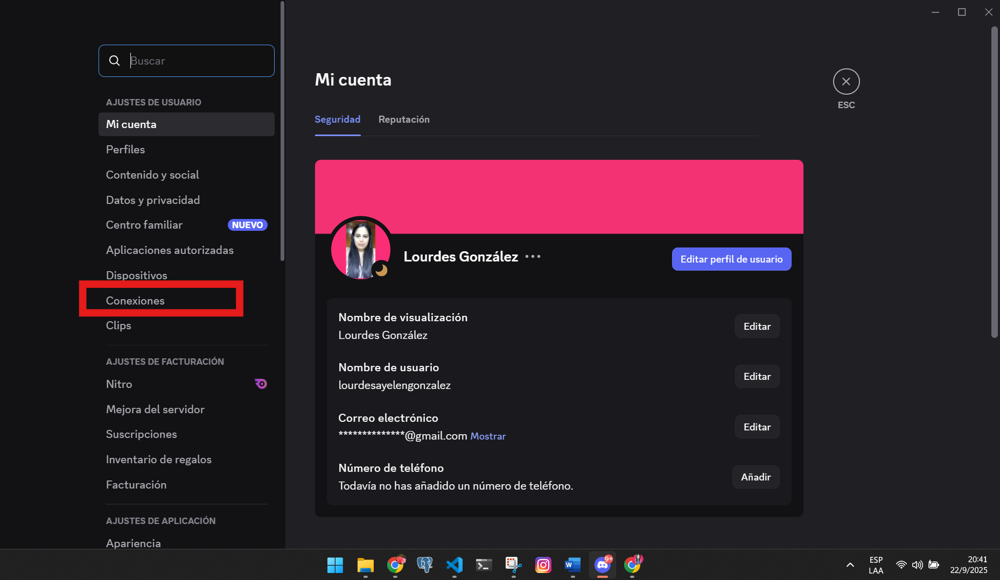 Buscar
AJUSTES DE USUARIO
Mi cuenta
Perfiles
Contenido y social
Datos y privacidad
Centro familiar NUEVO
Aplicaciones autorizadas
Dispositivos
Conexiones
Clips
AJUSTES DE FACTURACIÓN
Nitro
Mejora del servidor
Suscripciones
Inventario de regalos
Facturación
AJUSTES DE APLICACIÓN
Apariencia
Mi cuenta
ESC
Seguridad Reputación
Lourdes González
Editar perfil de usuario
Nombre de visualización
Lourdes González
Editar
Nombre de usuario
lourdesayelengonzalez
Editar
Correo electrónico
**************@gmail.com Mostrar
Editar
Número de teléfono
Todavía no has añadido un número de teléfono.
Añadir
W
9+
ESP
LAA
20:41
22/9/2025